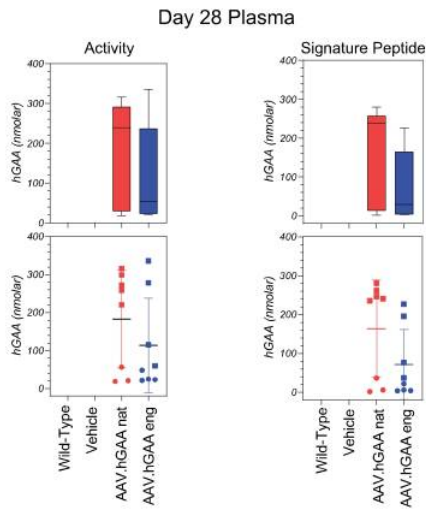 Day 28 Plasma
Activity
Signature Peptide
hGAA (nmolar)
400
300
200
100
0
hGAA (nmolar)
400
300
200
100
0
hGAA (nmolar)
400
300
200
100
0
hGAA (nmolar)
400
300
200
100
0
Wild-Type
Vehicle
AAV.hGAA nat
AAV.hGAA eng
Wild-Type
Vehicle
AAV.hGAA nat
AAV.hGAA eng